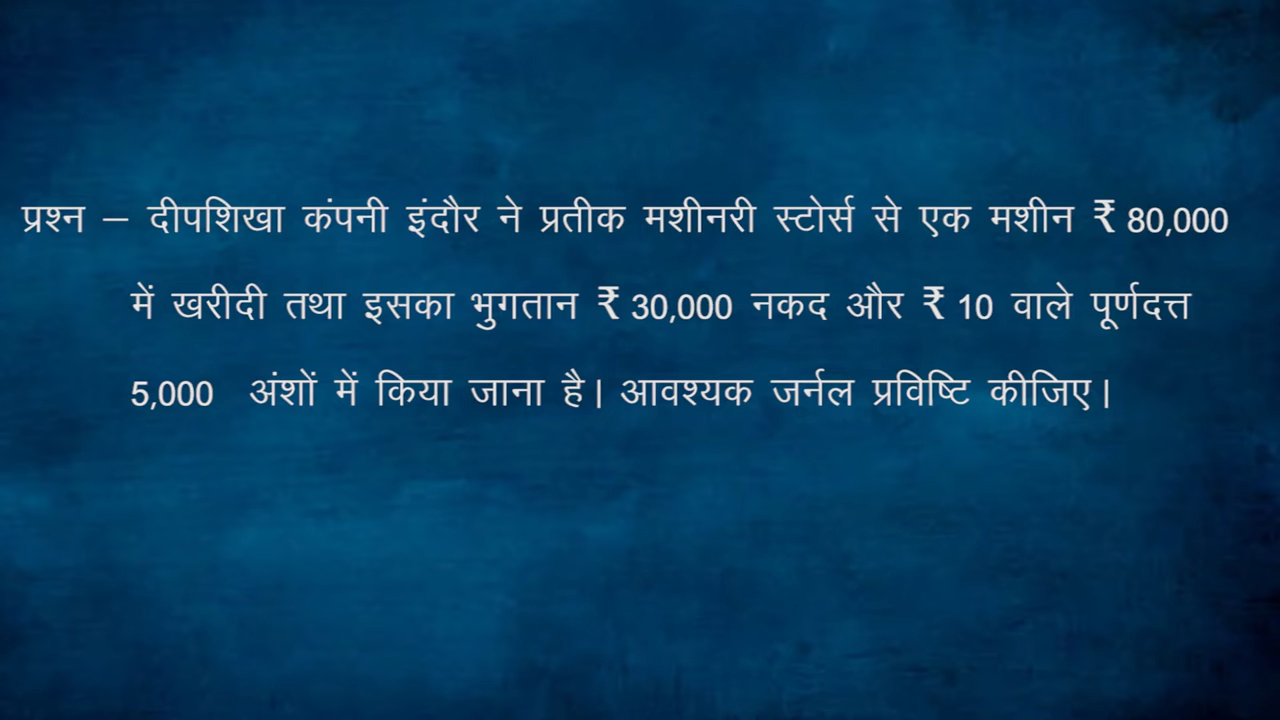 प्रश्न – दीपशिखा कंपनी इंदौर ने प्रतीक मशीनरी स्टोर्स से एक मशीन ₹ 80,000
में खरीदी तथा इसका भुगतान ₹ 30,000 नकद और ₹ 10 वाले पूर्णदत्त
5,000 अंशों में किया जाना है। आवश्यक जर्नल प्रविष्टि कीजिए।